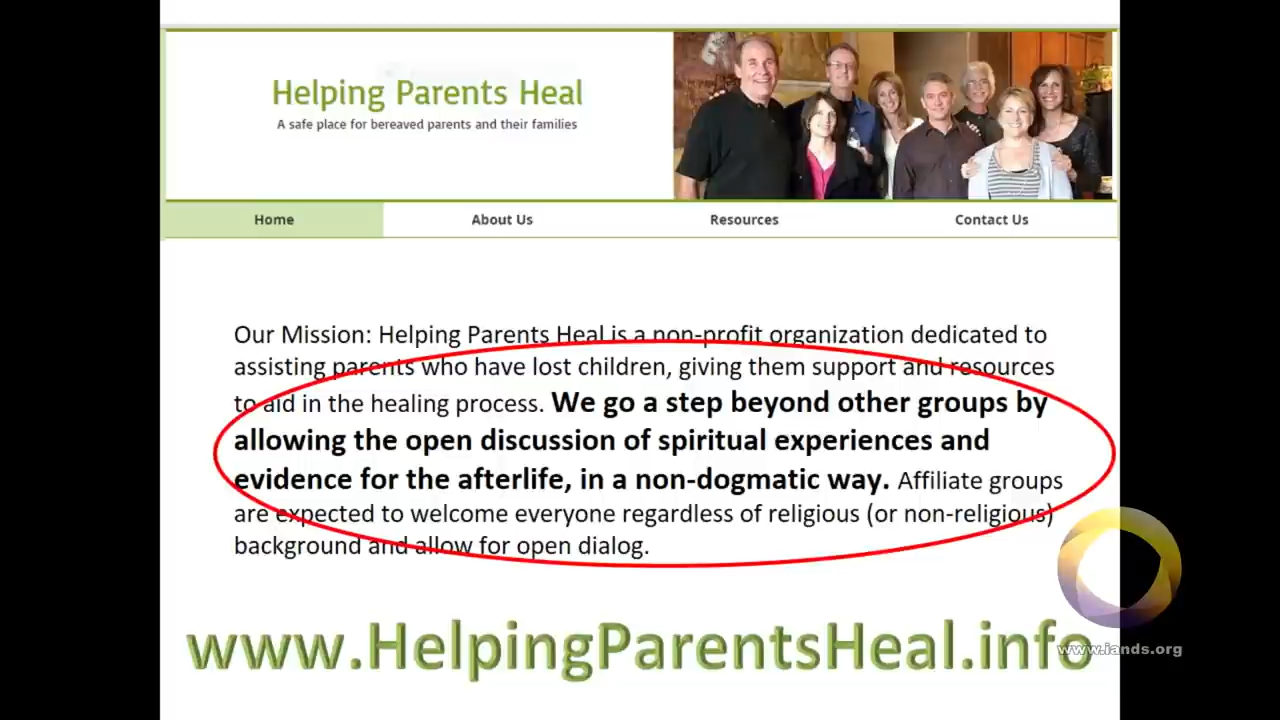 Helping Parents Heal
A safe place for bereaved parents and their families
Home About Us Resources Contact Us
Our Mission: Helping Parents Heal is a non-profit organization dedicated to
assisting parents who have lost children, giving them support and resources
to aid in the healing process. We go a step beyond other groups by
allowing the open discussion of spiritual experiences and
evidence for the afterlife, in a non-dogmatic way. Affiliate groups
are expected to welcome everyone regardless of religious (or non-religious)
background and allow for open dialog.
www.HelpingParentsHeal.info
www.iands.org